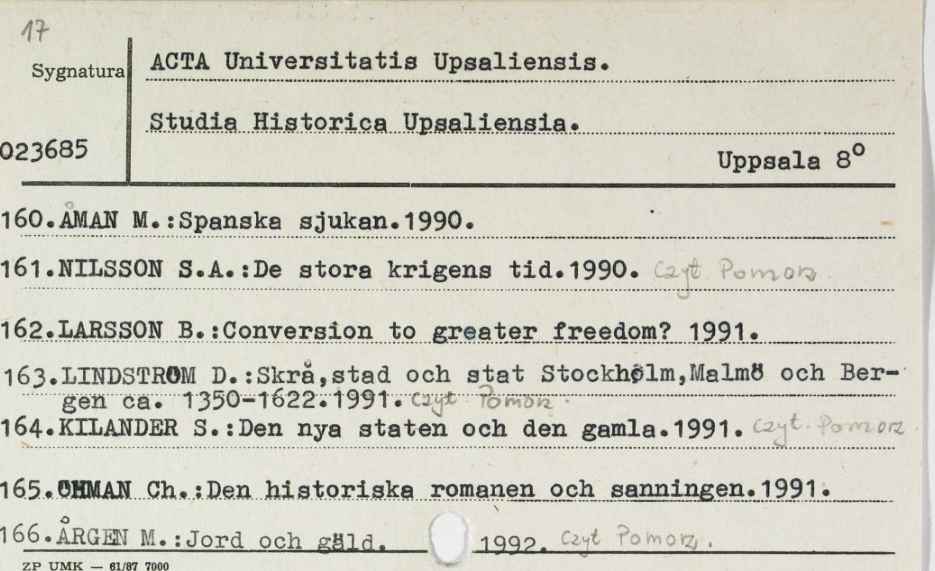 17
Sygnatura
ACTA Universitatis Upsaliensis.
Studia Historica Upsaliensia.
023685
Uppsala 8°
160.ÅMAN M.:Spanska sjukan.1990.
161.NILSSON S.A.:De stora krigens tid.1990. Czyt Pomorz
162.LARSSON B.:Conversion to greater freedom? 1991.
163.LINDSTRÖM D.:Skrå,stad och stat Stockholm,Malmö och Ber-
gen ca. 1350-1622.1991. Czyt Pomorz.
164.KILANDER S.:Den nya staten och den gamla.1991. Czyt. Pomorz
165.ÖHMAN Ch.:Den historiska romanen och sanningen.1991.
166.ÅRGEN M.:Jord och gäld. 1992. Czyt Pomorz.
ZP UMK — 61/87 7000